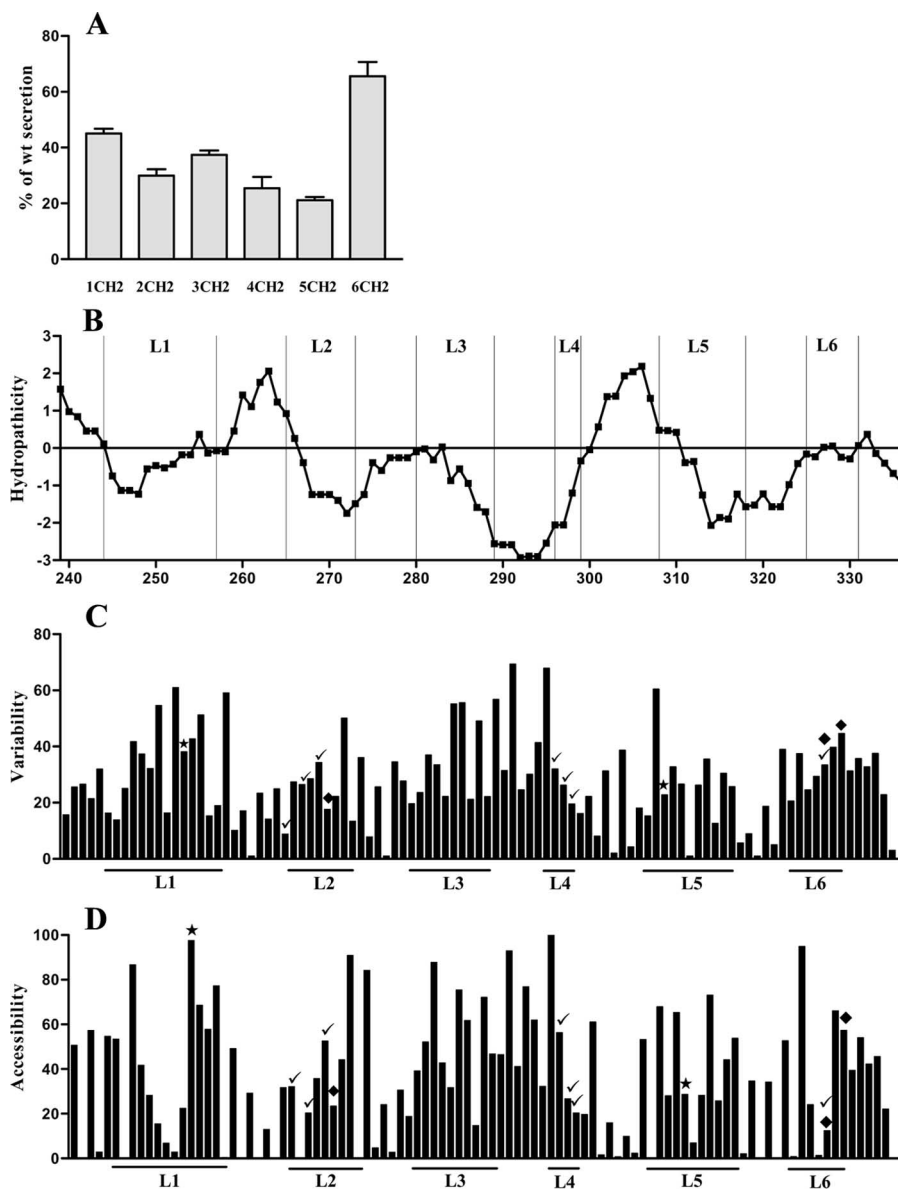 A
80
60
40
20
0
% of wt secretion
1CH2 2CH2 3CH2 4CH2 5CH2 6CH2
B
3
2
1
0
-1
-2
-3
Hydropathicity
L1 L2 L3 L4 L5 L6
240 250 260 270 280 290 300 310 320 330
C
80
60
40
20
0
Variability
L1 L2 L3 L4 L5 L6
D
100
80
60
40
20
0
Accessibility
L1 L2 L3 L4 L5 L6